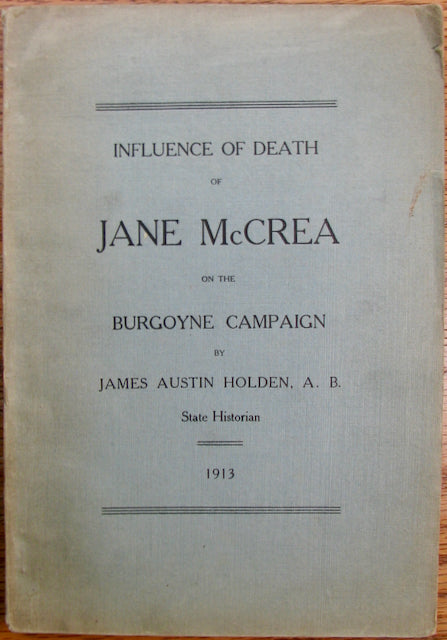 INFLUENCE OF DEATH
OF
JANE McCREA
ON THE
BURGOYNE CAMPAIGN
BY
JAMES AUSTIN HOLDEN, A. B.
State Historian
1913